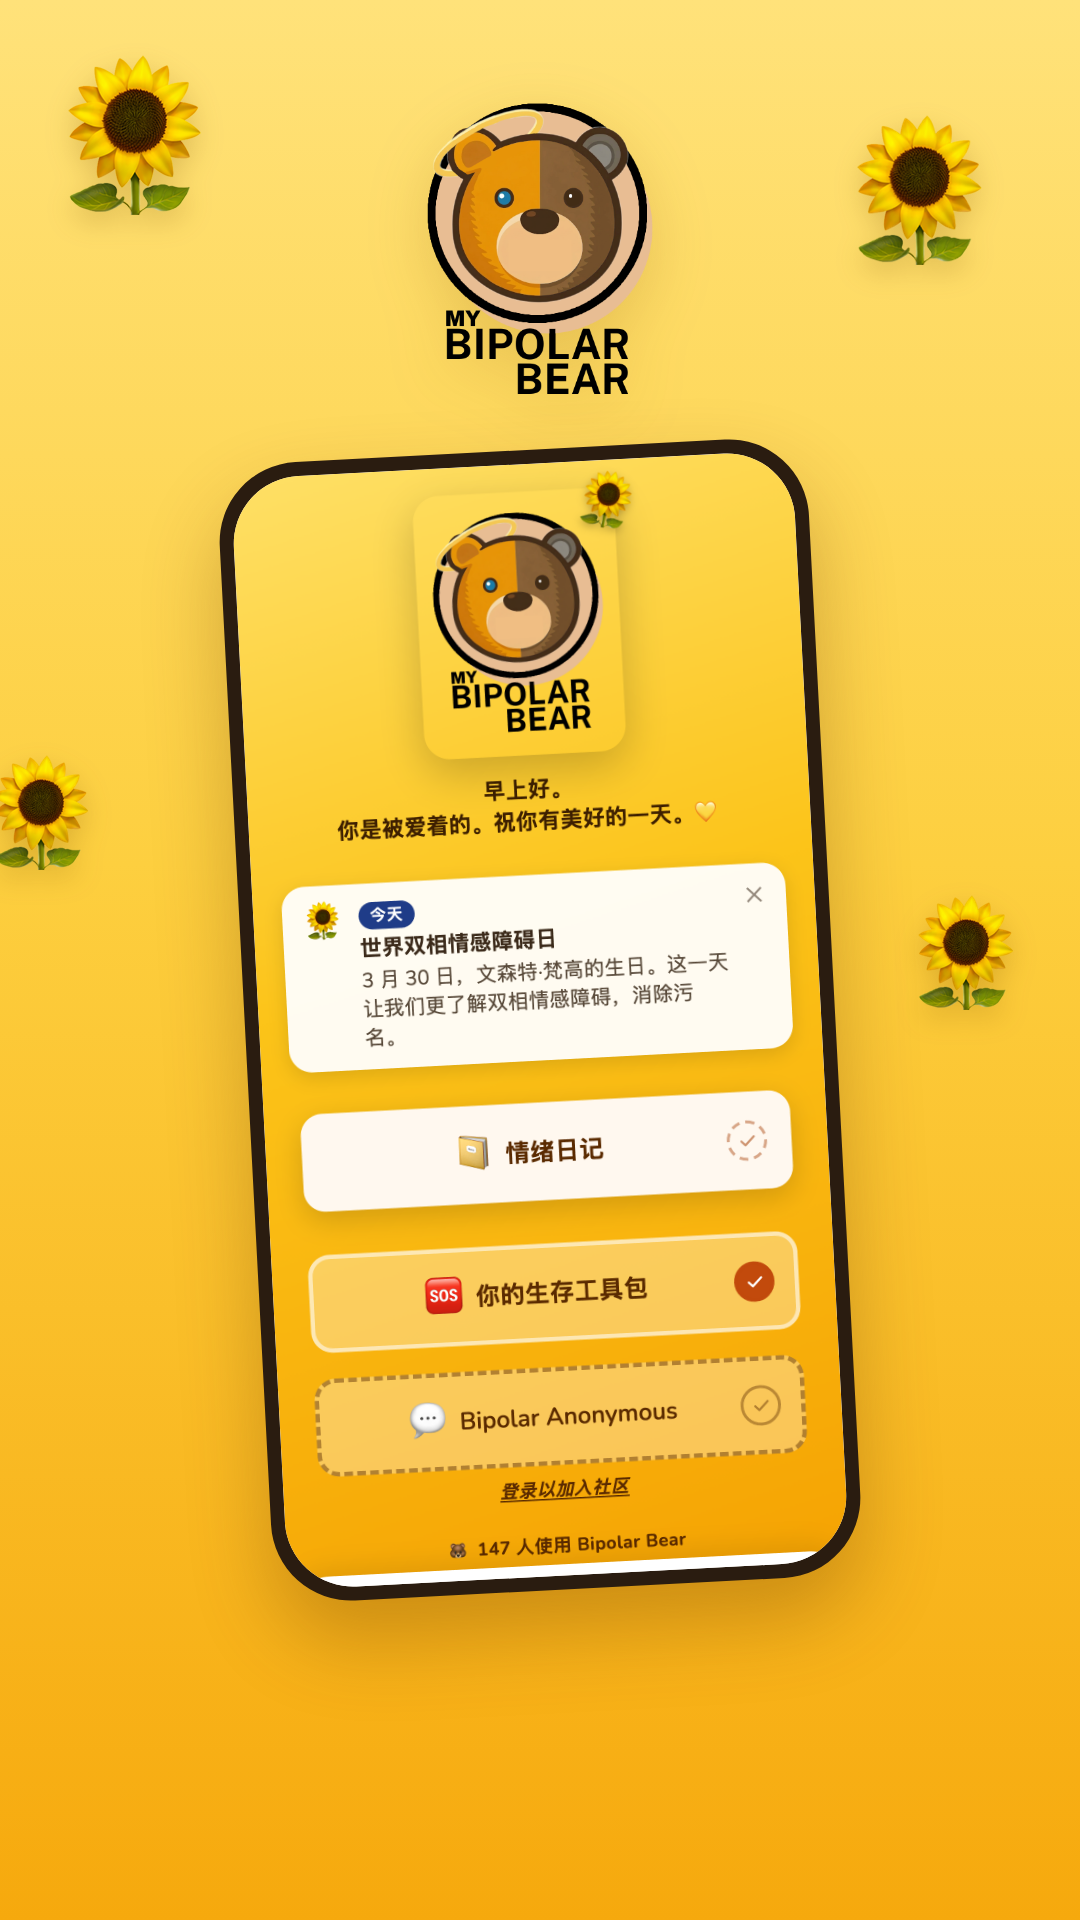 MY
BIPOLAR
BEAR
MY
BIPOLAR
BEAR
早上好。
你是被爱着的。祝你有美好的一天。💛
今天
世界双相情感障碍日
3 月 30 日，文森特·梵高的生日。这一天
让我们更了解双相情感障碍，消除污
名。
情绪日记
SOS 你的生存工具包
Bipolar Anonymous
登录以加入社区
147 人使用 Bipolar Bear